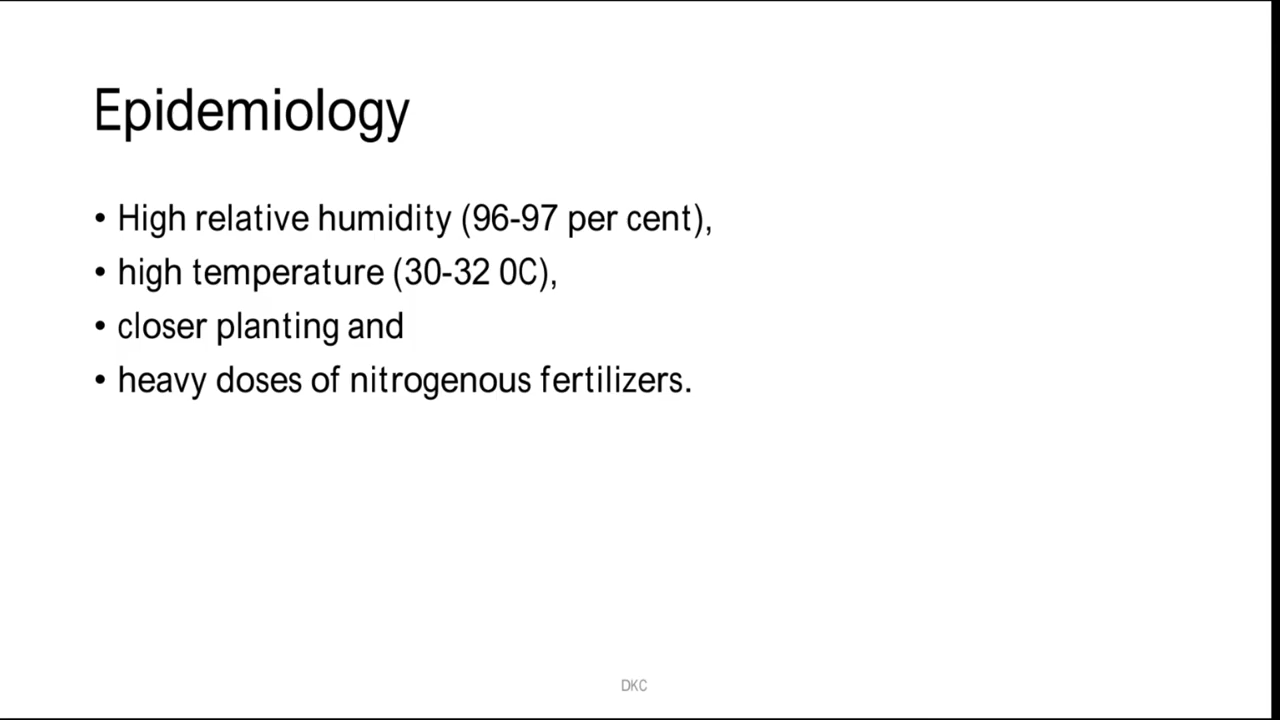 Epidemiology
• High relative humidity (96-97 per cent),
• high temperature (30-32 0C),
• closer planting and
• heavy doses of nitrogenous fertilizers.
DKC